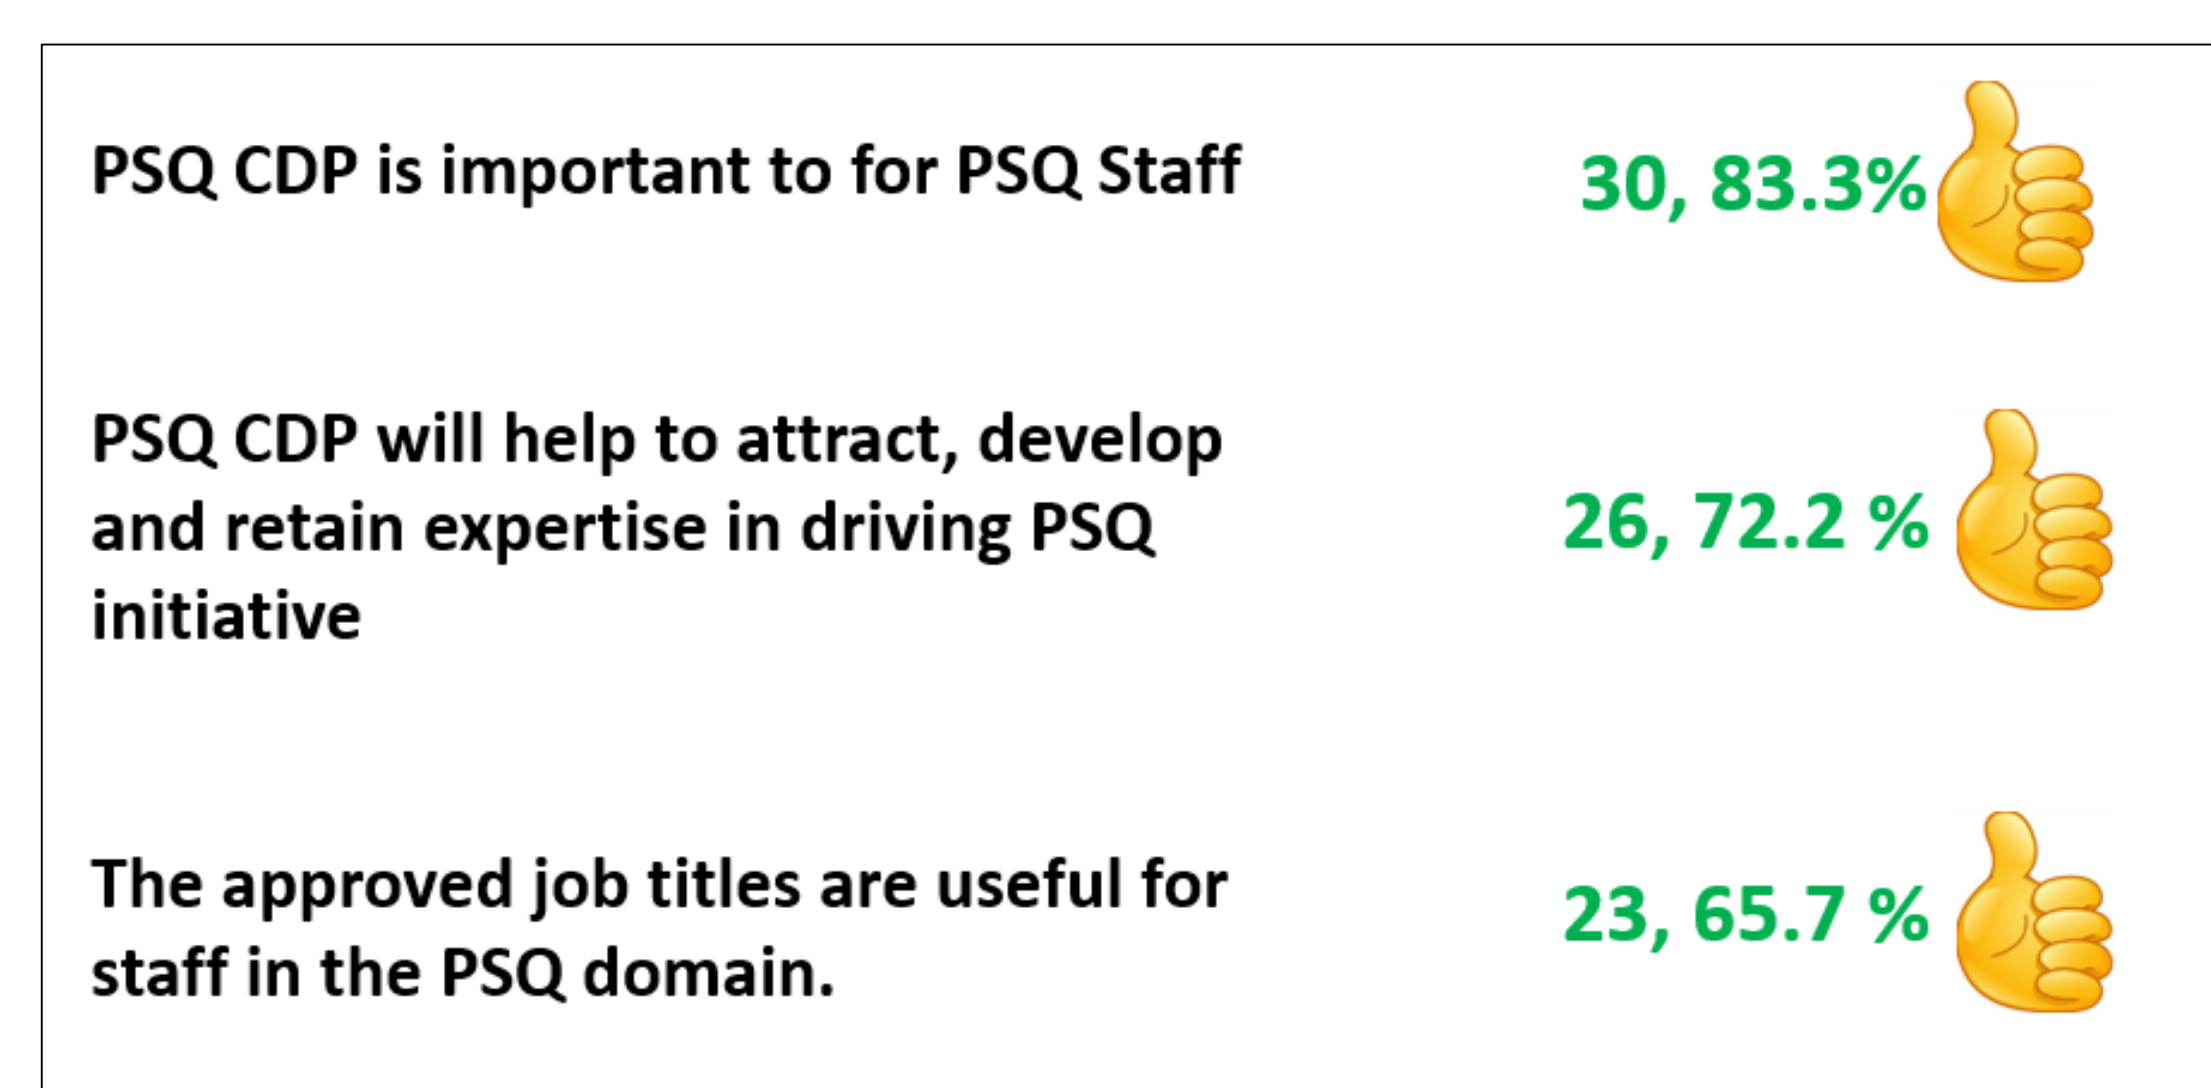 PSQ CDP is important to for PSQ Staff
30, 83.3%
PSQ CDP will help to attract, develop
and retain expertise in driving PSQ
initiative
26, 72.2 %
The approved job titles are useful for
staff in the PSQ domain.
23, 65.7 %